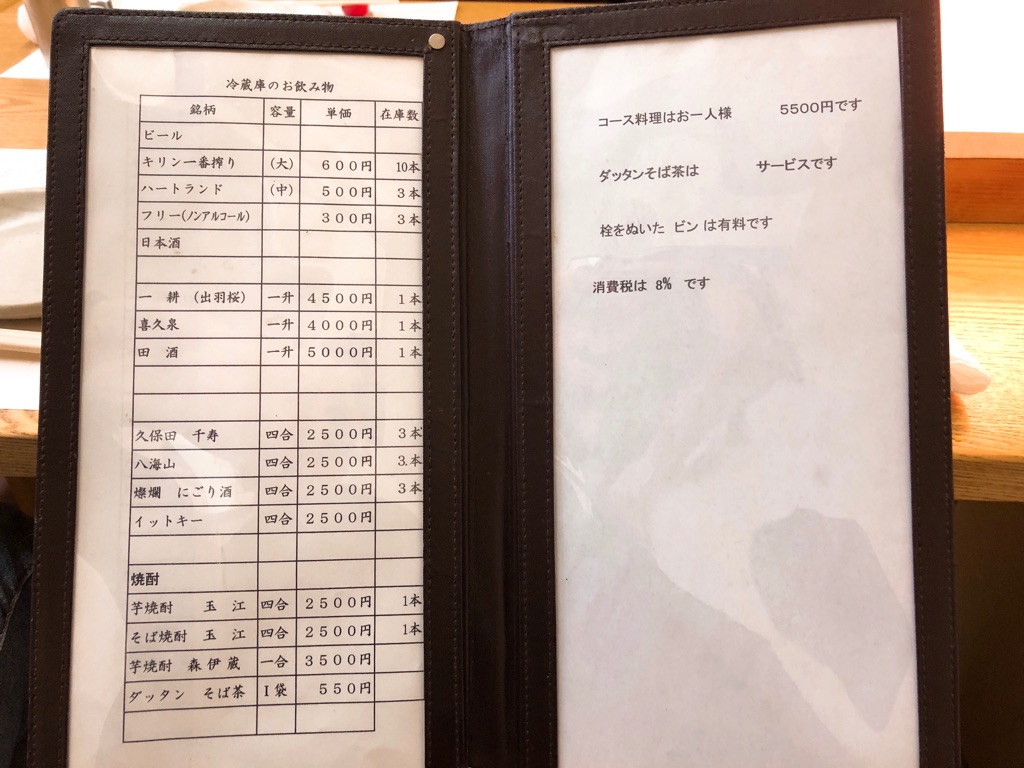 冷蔵庫のお飲み物
銘柄 容量 単価 在庫数
ビール
キリン一番搾り (大) 600円 10本
ハートランド (中) 500円 3本
フリー(ノンアルコール) 300円 3本
日本酒
一 耕 (出羽桜) 一升 4500円 1本
喜久泉 一升 4000円 1本
田 酒 一升 5000円 1本
久保田 千寿 四合 2500円 3本
八海山 四合 2500円 3.本
燦爛 にごり酒 四合 2500円 3本
イットキー 四合 2500円
焼酎
芋焼酎 玉 江 四合 2500円 1本
そば焼酎 玉 江 四合 2500円 1本
芋焼酎 森伊蔵 一合 3500円
ダッタン そば茶 I袋 550円
コース料理はお一人様 5500円です
ダッタンそば茶は サービスです
栓をぬいた ビン は有料です
消費税は 8% です